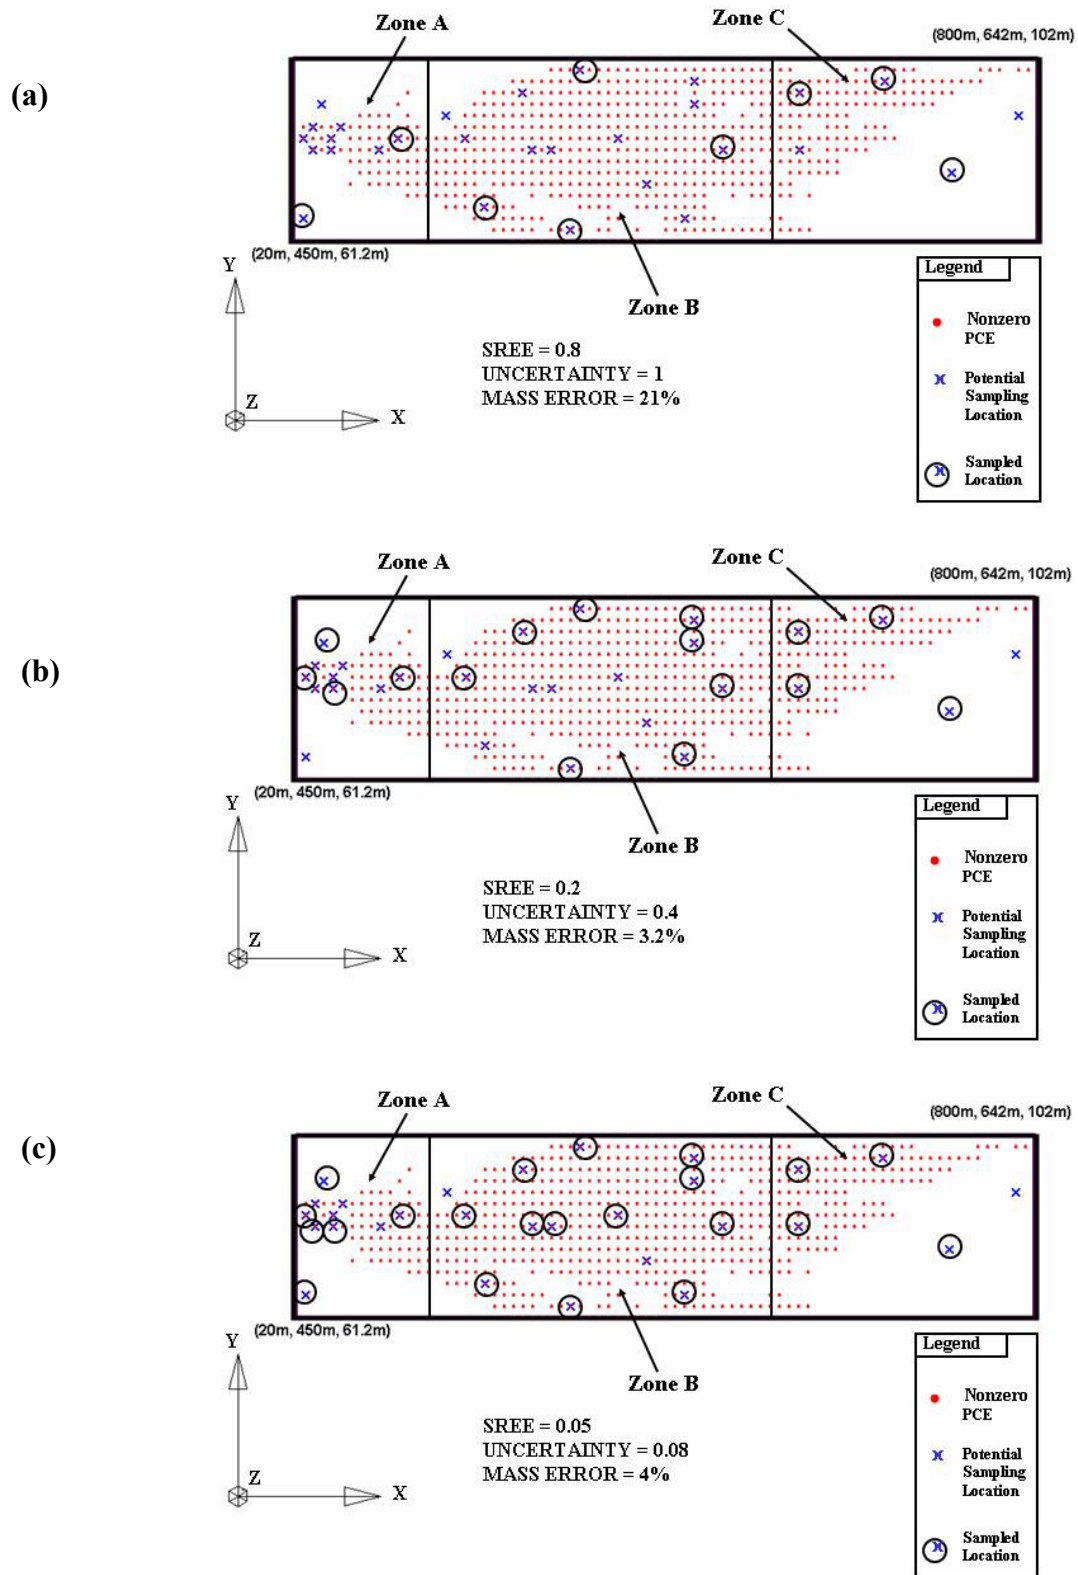 (a)
Zone A
Zone C
(800m, 642m, 102m)
(20m, 450m, 61.2m)
Zone B
Y
Z
X
SREE = 0.8
UNCERTAINTY = 1
MASS ERROR = 21%
Legend
Nonzero
PCE
Potential
Sampling
Location
Sampled
Location
(b)
Zone A
Zone C
(800m, 642m, 102m)
(20m, 450m, 61.2m)
Zone B
Y
Z
X
SREE = 0.2
UNCERTAINTY = 0.4
MASS ERROR = 3.2%
Legend
Nonzero
PCE
Potential
Sampling
Location
Sampled
Location
(c)
Zone A
Zone C
(800m, 642m, 102m)
(20m, 450m, 61.2m)
Zone B
Y
Z
X
SREE = 0.05
UNCERTAINTY = 0.08
MASS ERROR = 4%
Legend
Nonzero
PCE
Potential
Sampling
Location
Sampled
Location